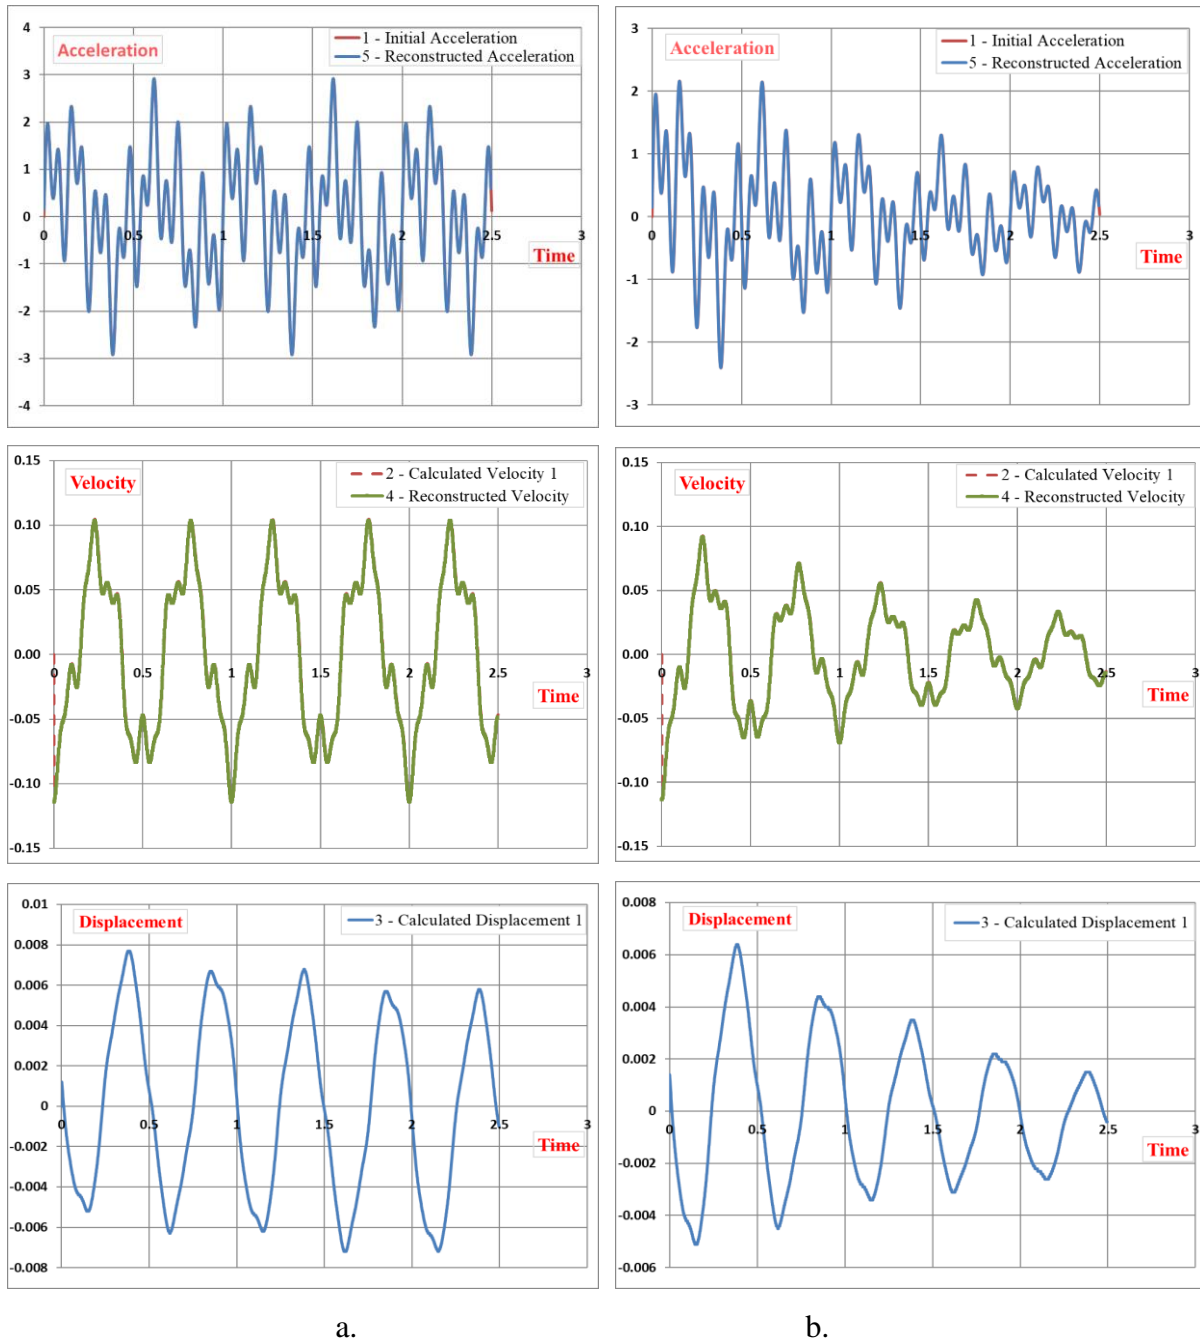 4
Acceleration
1 - Initial Acceleration
5 - Reconstructed Acceleration
3
2
1
0
0 0.5 1 1.5 2 2.5 3
Time
-1
-2
-3
-4
3
Acceleration
1 - Initial Acceleration
5 - Reconstructed Acceleration
2
1
0
0 0.5 1 1.5 2 2.5 3
Time
-1
-2
-3
0.15
Velocity
2 - Calculated Velocity 1
4 - Reconstructed Velocity
0.10
0.05
0.00
0 0.5 1 1.5 2 2.5 3
Time
-0.05
-0.10
-0.15
0.15
Velocity
2 - Calculated Velocity 1
4 - Reconstructed Velocity
0.10
0.05
0.00
0 0.5 1 1.5 2 2.5 3
Time
-0.05
-0.10
-0.15
0.01
Displacement
3 - Calculated Displacement 1
0.008
0.006
0.004
0.002
0
0 0.5 1 1.5 2 2.5 3
Time
-0.002
-0.004
-0.006
-0.008
0.008
Displacement
3 - Calculated Displacement 1
0.006
0.004
0.002
0
0 0.5 1 1.5 2 2.5 3
Time
-0.002
-0.004
-0.006
a. b.